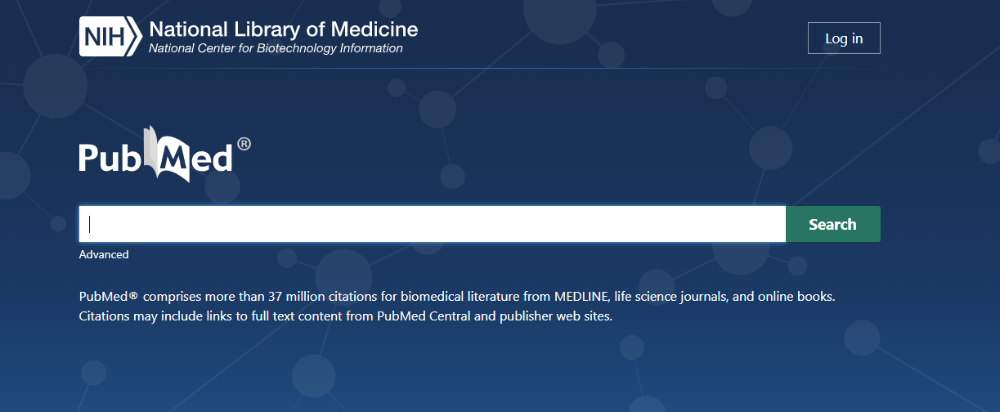 NIH National Library of Medicine
National Center for Biotechnology Information
Log in
PubMed®
Search
Advanced
PubMed® comprises more than 37 million citations for biomedical literature from MEDLINE, life science journals, and online books.
Citations may include links to full text content from PubMed Central and publisher web sites.